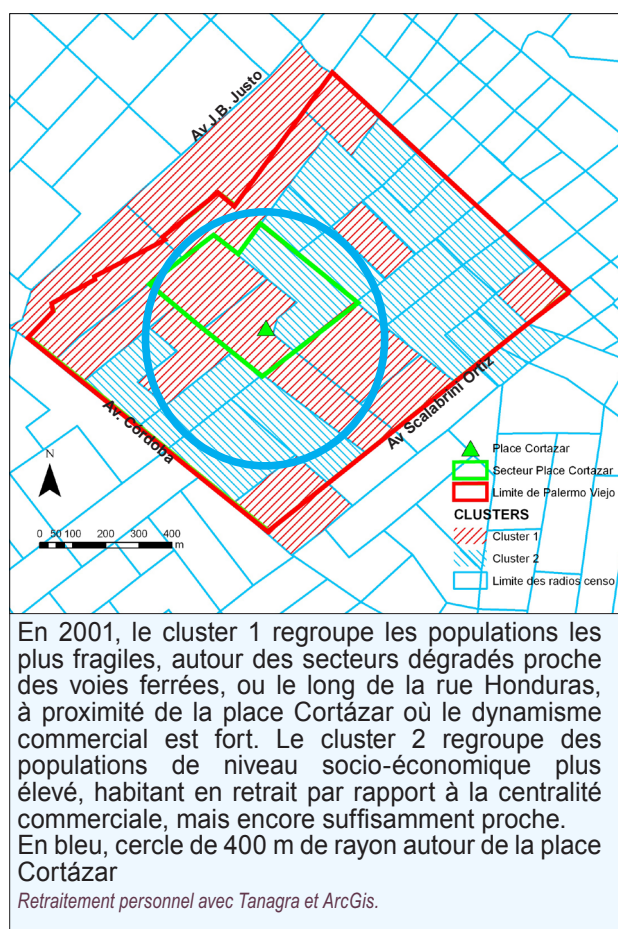 Av J.B. Justo
Av. Córdoba
Av Scalabrini Ortiz
N
0 50 100 200 300 400
m
Place Cortazar
Secteur Place Cortazar
Limite de Palermo Viejo
CLUSTERS
Cluster 1
Cluster 2
Limite des radios censo
En 2001, le cluster 1 regroupe les populations les
plus fragiles, autour des secteurs dégradés proche
des voies ferrées, ou le long de la rue Honduras,
à proximité de la place Cortázar où le dynamisme
commercial est fort. Le cluster 2 regroupe des
populations de niveau socio-économique plus
élevé, habitant en retrait par rapport à la centralité
commerciale, mais encore suffisamment proche.
En bleu, cercle de 400 m de rayon autour de la place
Cortázar
Retraitement personnel avec Tanagra et ArcGis.